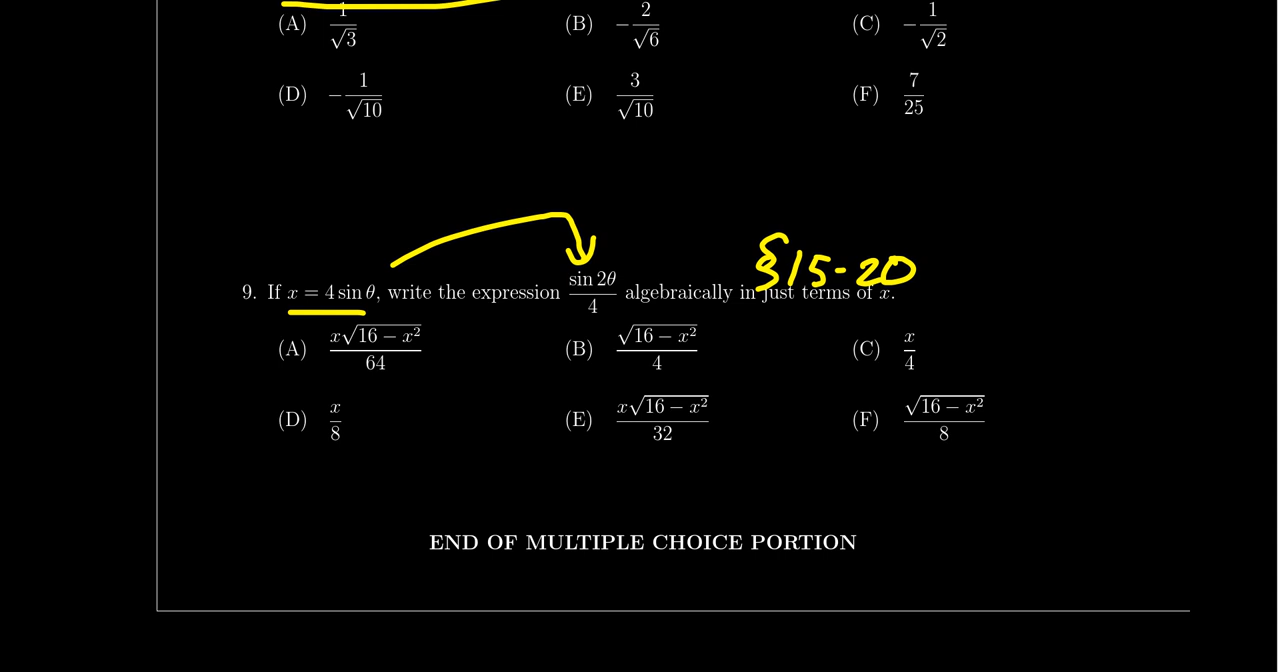 (A) 1/√3 (B) −2/√6 (C) −1/√2
(D) −1/√10 (E) 3/√10 (F) 7/25
§15-20
9. If x = 4 sin θ, write the expression sin 2θ/4 algebraically in just terms of x.
(A) x√(16 − x²)/64 (B) √(16 − x²)/4 (C) x/4
(D) x/8 (E) x√(16 − x²)/32 (F) √(16 − x²)/8
END OF MULTIPLE CHOICE PORTION